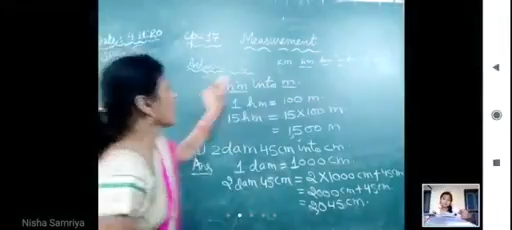 CP-17 Measurement
Km hm
hm into m.
1 hm = 100 m
15 hm = 15×100 m
= 1500 m
2 dam 45 cm into cm
Ans 1 dam = 1000 cm
2 dam 45 cm = 2×1000 cm + 45 cm
= 2000 cm + 45 cm
= 2045 cm.
Nisha Samriya